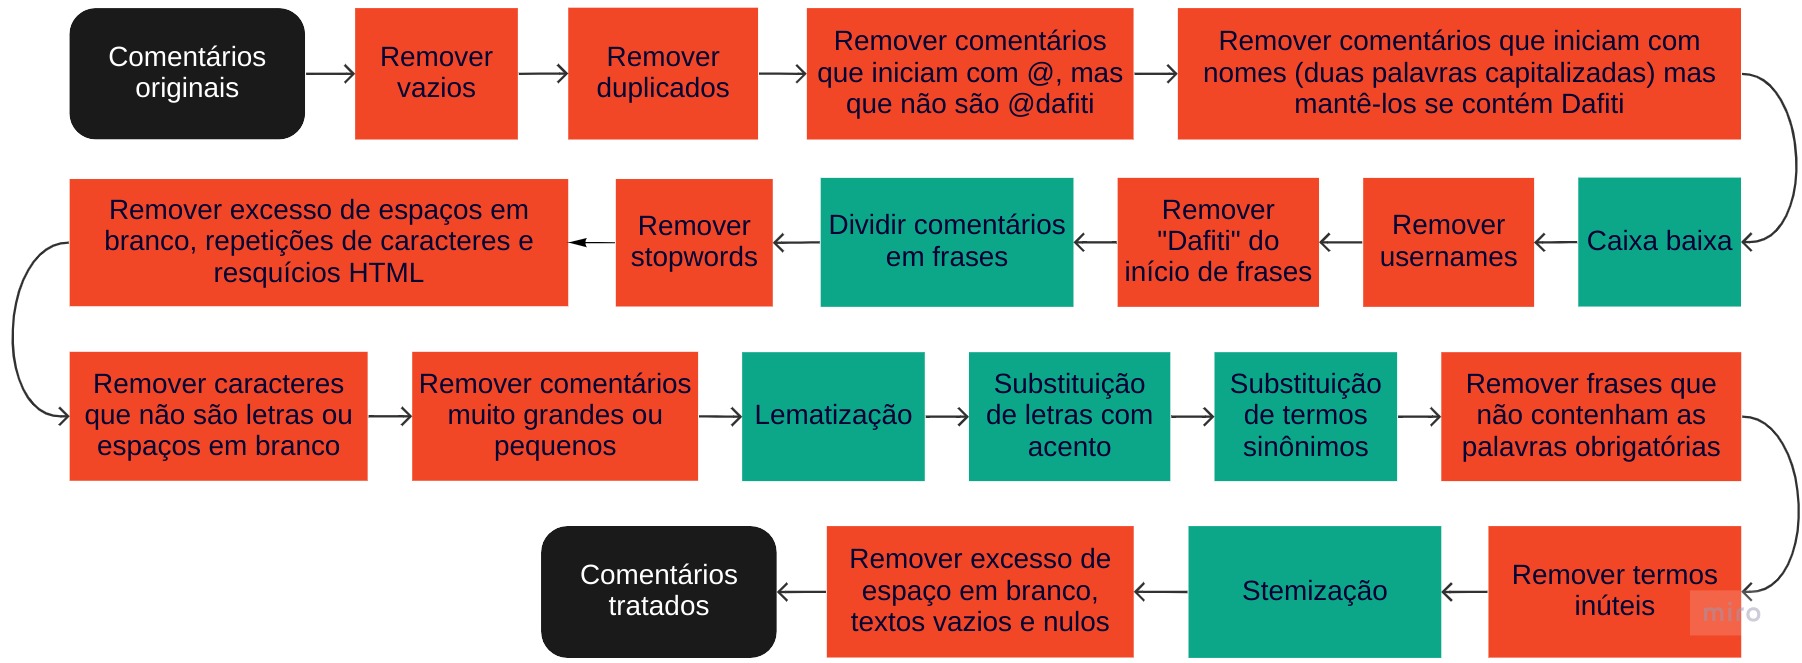 Comentários
originais
Remover
vazios
Remover
duplicados
Remover comentários
que iniciam com @, mas
que não são @dafiti
Remover comentários que iniciam com
nomes (duas palavras capitalizadas) mas
mantê-los se contém Dafiti
Caixa baixa
Remover
usernames
Remover
"Dafiti" do
início de frases
Dividir comentários
em frases
Remover
stopwords
Remover excesso de espaços em
branco, repetições de caracteres e
resquícios HTML
Remover caracteres
que não são letras ou
espaços em branco
Remover comentários
muito grandes ou
pequenos
Lematização
Substituição
de letras com
acento
Substituição
de termos
sinônimos
Remover frases que
não contenham as
palavras obrigatórias
Remover termos
inúteis
Stemização
Remover excesso de
espaço em branco,
textos vazios e nulos
Comentários
tratados
miro